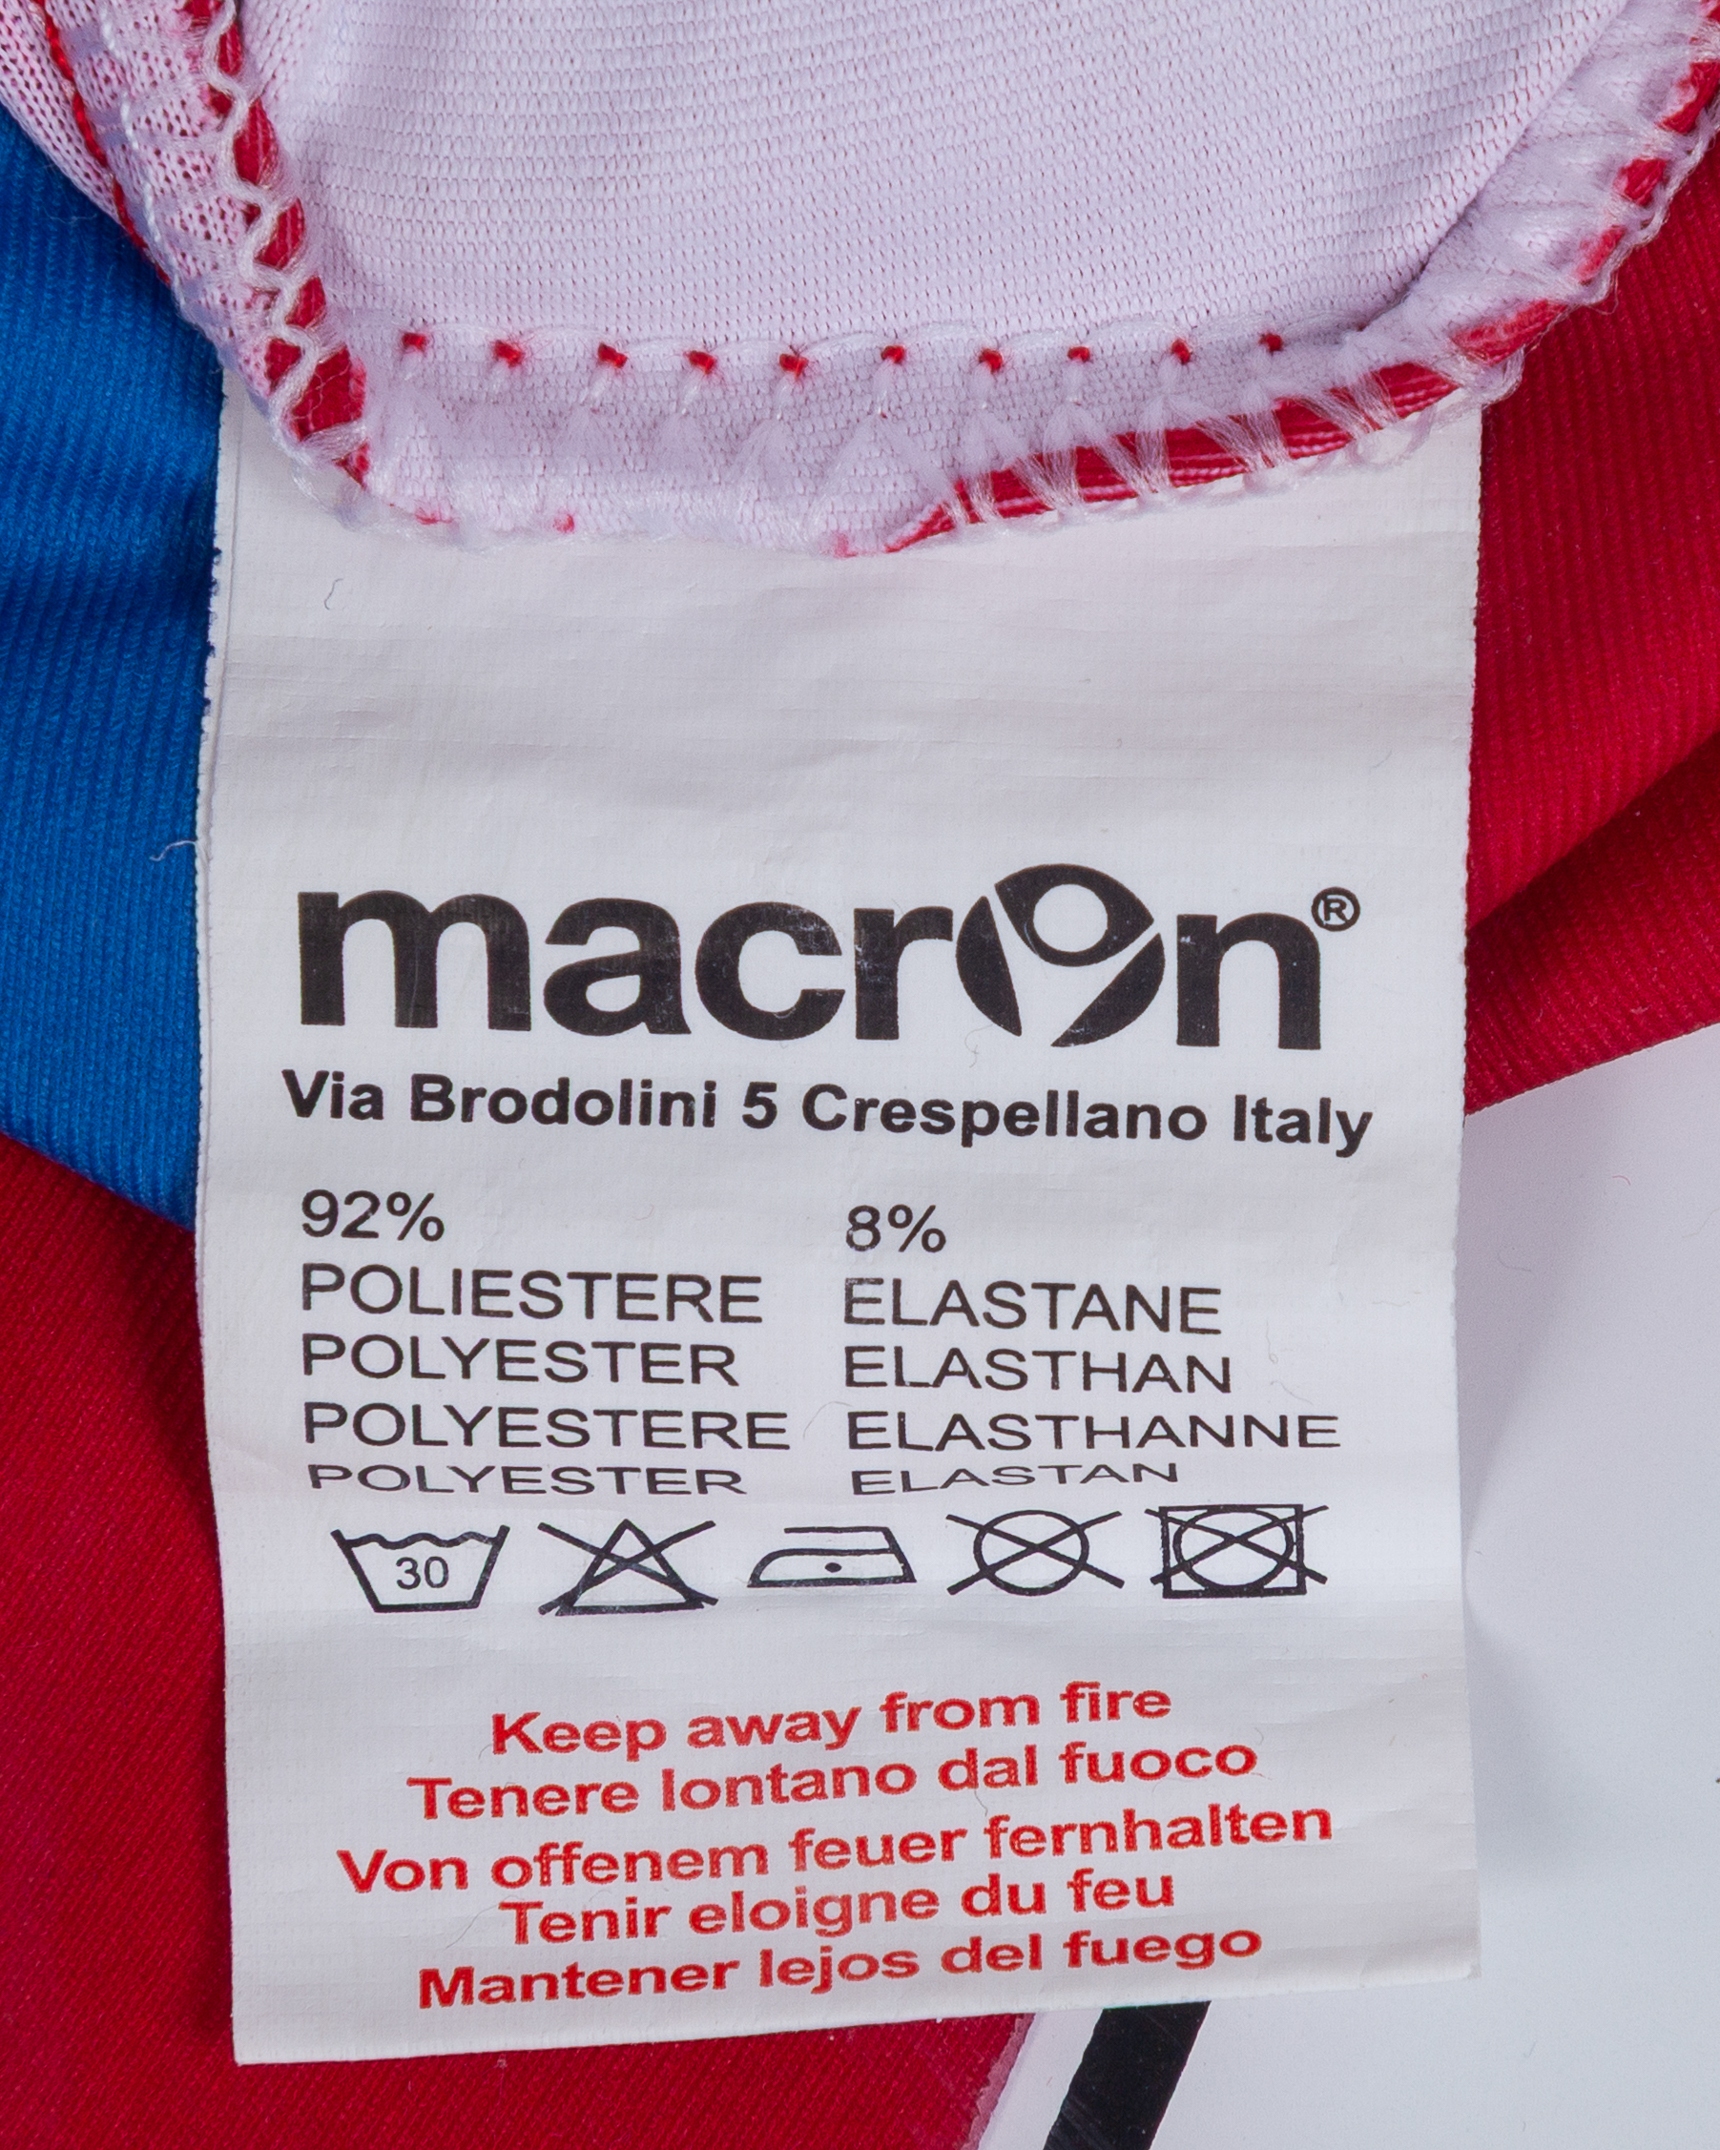 macron®
Via Brodolini 5 Crespellano Italy
92% 8%
POLIESTERE ELASTANE
POLYESTER ELASTHAN
POLYESTERE ELASTHANNE
POLYESTER ELASTAN
30
Keep away from fire
Tenere lontano dal fuoco
Von offenem feuer fernhalten
Tenir eloigne du feu
Mantener lejos del fuego